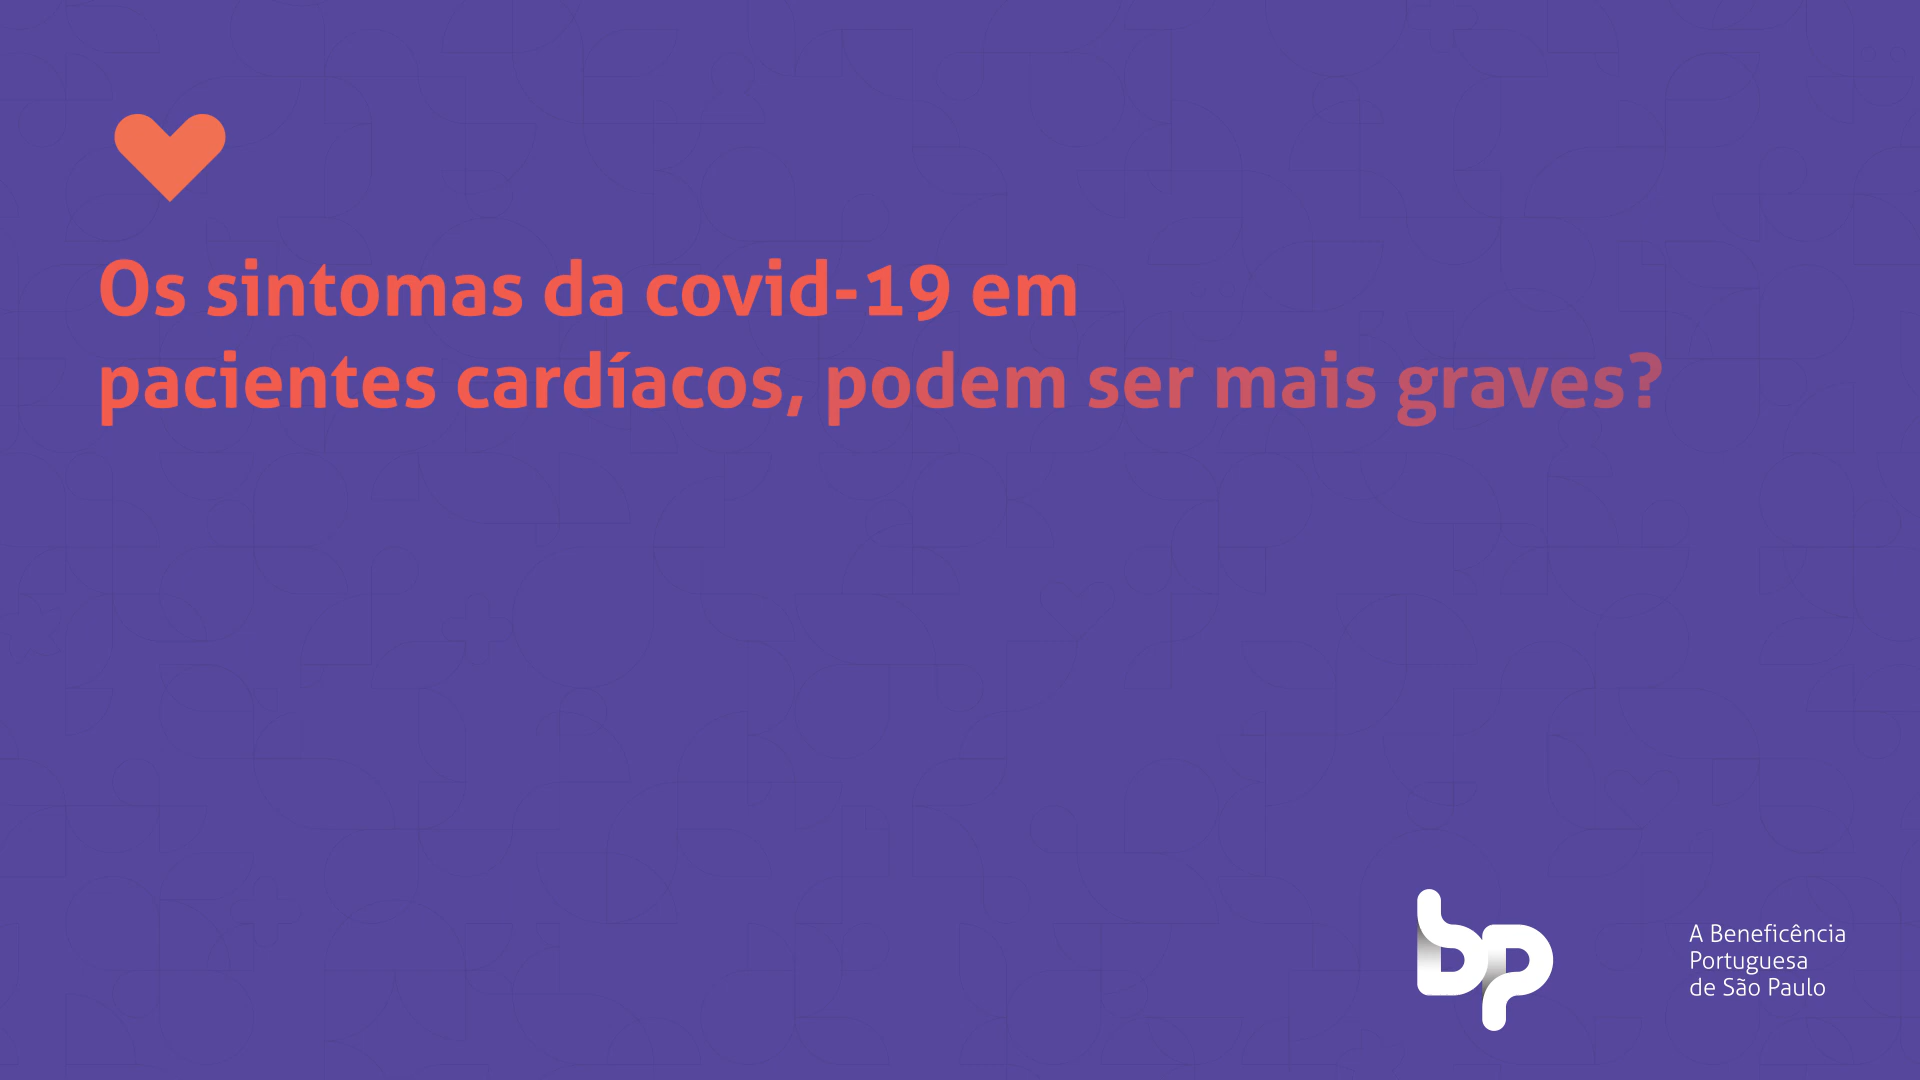 Os sintomas da covid-19 em
pacientes cardíacos, podem ser mais graves?
bp
A Beneficência
Portuguesa
de São Paulo